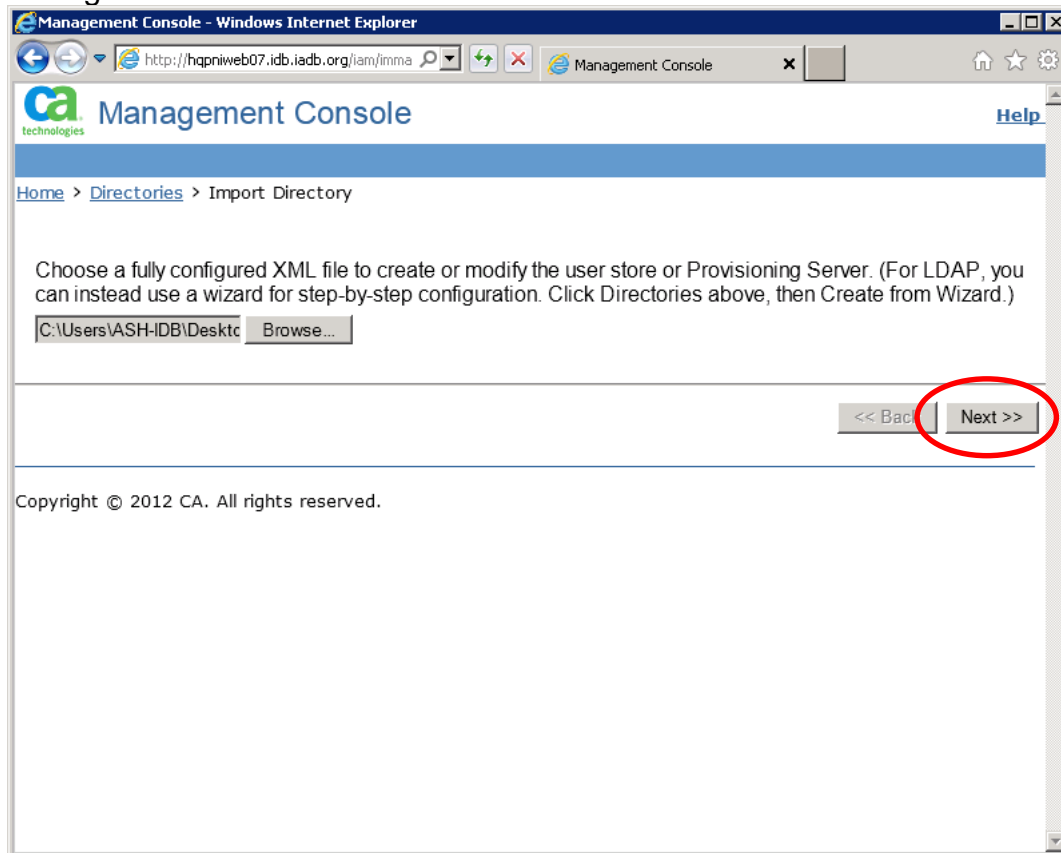 Management Console - Windows Internet Explorer
http://hqpniweb07.idb.iadb.org/iam/imma
Management Console
ca technologies
Management Console
Help
Home > Directories > Import Directory
Choose a fully configured XML file to create or modify the user store or Provisioning Server. (For LDAP, you
can instead use a wizard for step-by-step configuration. Click Directories above, then Create from Wizard.)
C:\Users\ASH-IDB\Deskto Browse...
<< Back Next >>
Copyright © 2012 CA. All rights reserved.